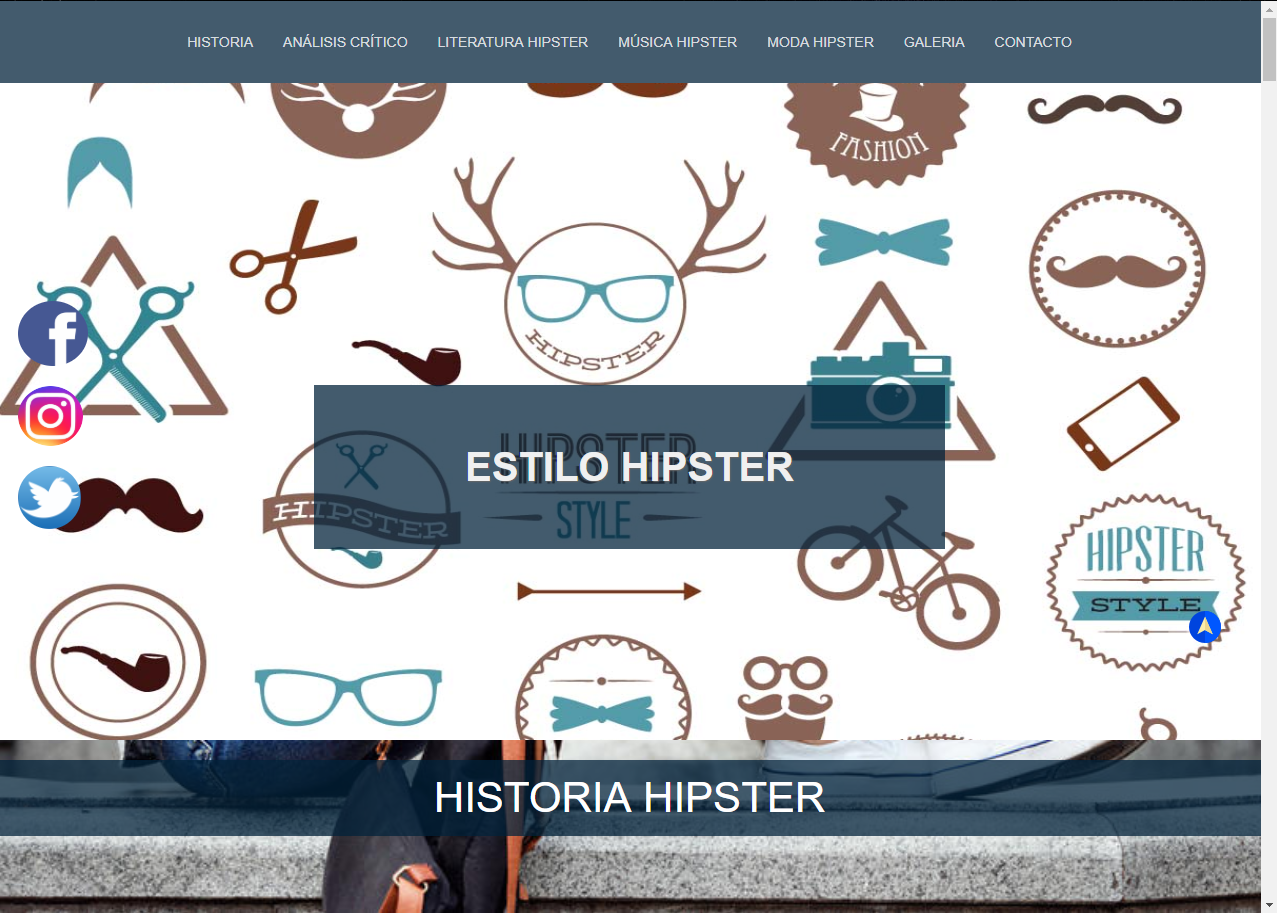 HISTORIA ANÁLISIS CRÍTICO LITERATURA HIPSTER MÚSICA HIPSTER MODA HIPSTER GALERIA CONTACTO
FASHION
HIPSTER
HIPSTER
ESTILO HIPSTER
HIPSTER
STYLE
HIPSTER
STYLE
HISTORIA HIPSTER